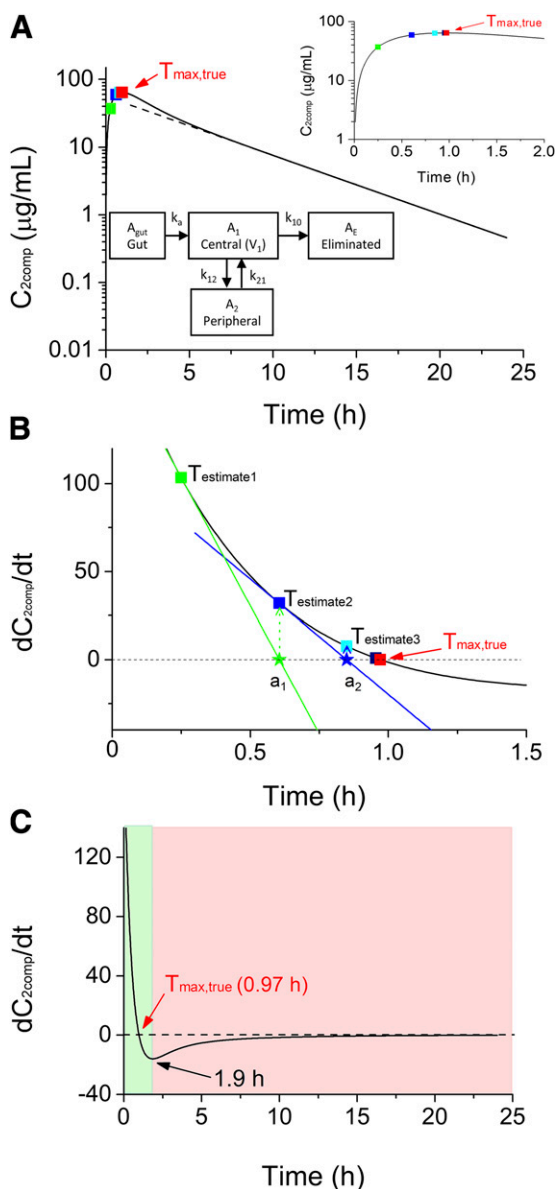 A
C2comp (μg/mL)
100
10
1
0.1
0.01
0
5
10
15
20
25
Time (h)
Tmax,true
Agut
Gut
ka
A1
Central (V1)
k10
AE
Eliminated
k12
k21
A2
Peripheral
C2comp (μg/mL)
100
10
1
0.0
0.5
1.0
1.5
2.0
Time (h)
Tmax,true
B
dC2comp/dt
100
50
0
0
0.5
1.0
1.5
Time (h)
Testimate1
Testimate2
Testimate3
Tmax,true
a1
a2
C
dC2comp/dt
120
80
40
0
-40
0
5
10
15
20
25
Time (h)
Tmax,true (0.97 h)
1.9 h